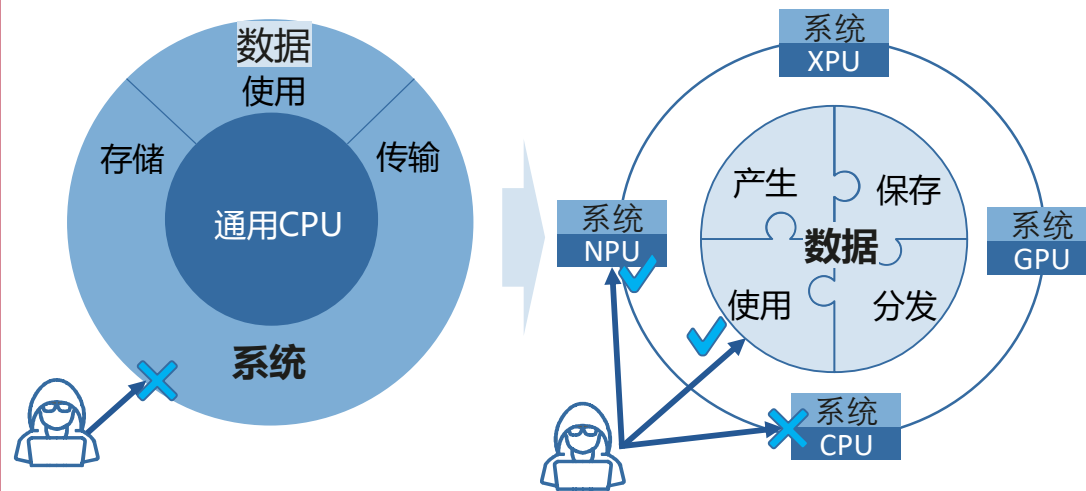 数据
使用
存储
传输
通用CPU
系统
系统
XPU
产生
保存
系统
NPU
数据
系统
GPU
使用
分发
系统
CPU